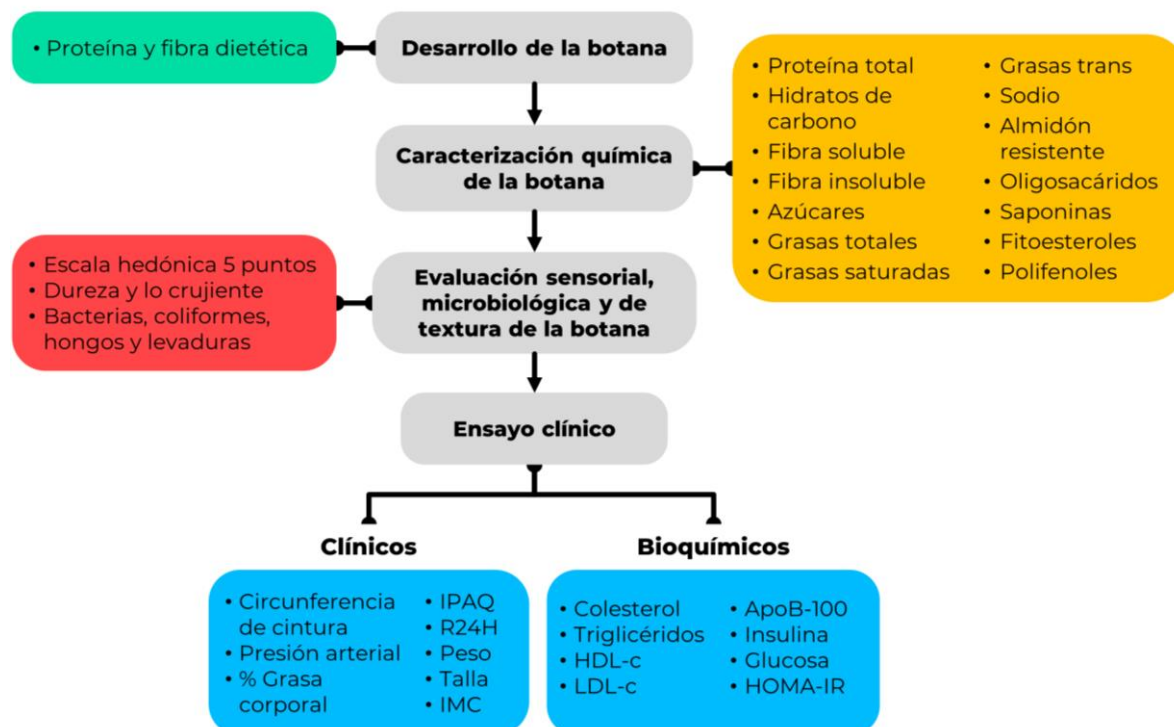 • Proteína y fibra dietética
Desarrollo de la botana
Caracterización química
de la botana
• Proteína total
• Hidratos de
carbono
• Fibra soluble
• Fibra insoluble
• Azúcares
• Grasas totales
• Grasas saturadas
• Grasas trans
• Sodio
• Almidón
resistente
• Oligosacáridos
• Saponinas
• Fitoesteroles
• Polifenoles
• Escala hedónica 5 puntos
• Dureza y lo crujiente
• Bacterias, coliformes,
hongos y levaduras
Evaluación sensorial,
microbiológica y de
textura de la botana
Ensayo clínico
Clínicos
• Circunferencia
de cintura
• Presión arterial
• % Grasa
corporal
• IPAQ
• R24H
• Peso
• Talla
• IMC
Bioquímicos
• Colesterol
• Triglicéridos
• HDL-c
• LDL-c
• ApoB-100
• Insulina
• Glucosa
• HOMA-IR